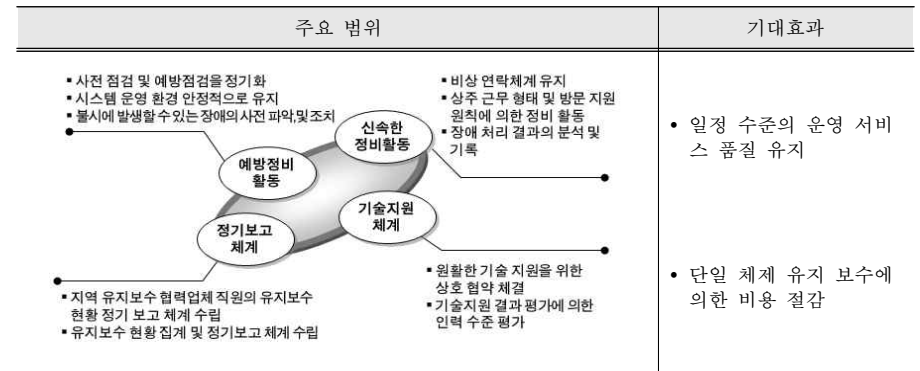 주요 범위
기대효과
▪ 사전 점검 및 예방점검을 정기화
▪ 시스템 운영 환경 안정적으로 유지
▪ 불시에 발생할 수 있는 장애의 사전 파악,및 조치
▪ 비상 연락체계 유지
▪ 상주 근무 형태 및 방문 지원
원칙에 의한 정비 활동
▪ 장애 처리 결과의 분석 및
기록
신속한
정비활동
예방정비
활동
기술지원
체계
정기보고
체계
▪ 지역 유지보수 협력업체 직원의 유지보수
현황 정기 보고 체계 수립
▪ 유지보수 현황 집계 및 정기보고 체계 수립
▪ 원활한 기술 지원을 위한
상호 협약 체결
▪ 기술지원 결과 평가에 의한
인력 수준 평가
• 일정 수준의 운영 서비
스 품질 유지
• 단일 체제 유지 보수에
의한 비용 절감